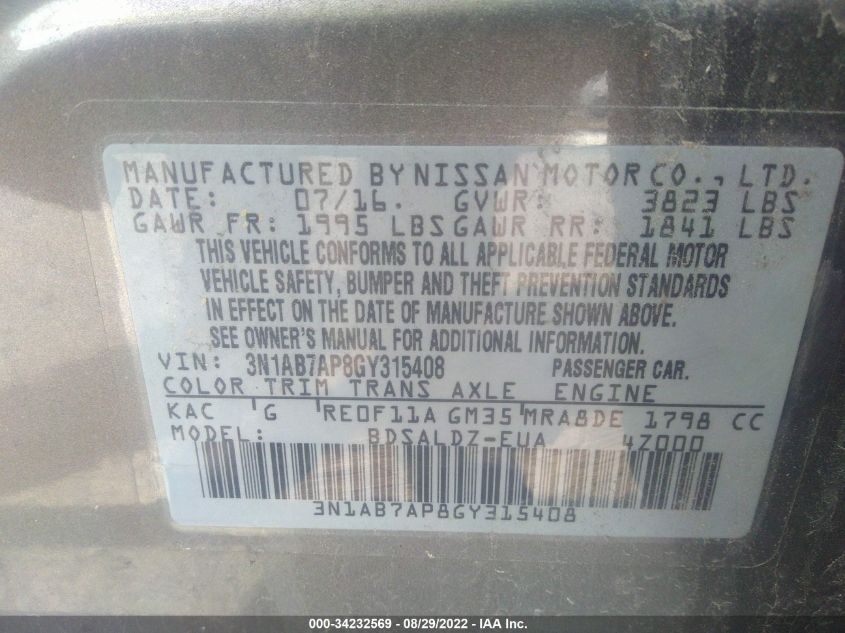 MANUFACTURED BY NISSAN MOTOR CO., LTD.
DATE: 07/16. GVWR: 3823 LBS
GAWR FR: 1995 LBS GAWR RR: 1841 LBS
THIS VEHICLE CONFORMS TO ALL APPLICABLE FEDERAL MOTOR
VEHICLE SAFETY, BUMPER AND THEFT PREVENTION STANDARDS
IN EFFECT ON THE DATE OF MANUFACTURE SHOWN ABOVE.
SEE OWNER'S MANUAL FOR ADDITIONAL INFORMATION.
VIN: 3N1AB7AP8GY315408 PASSENGER CAR.
COLOR TRIM TRANS AXLE ENGINE
KAC G RE0F11A GM35 MRA8DE 1798 CC
MODEL: BDSALDZ-EUA 4Z000
3N1AB7AP8GY315408
000-34232569 - 08/29/2022 - IAA Inc.